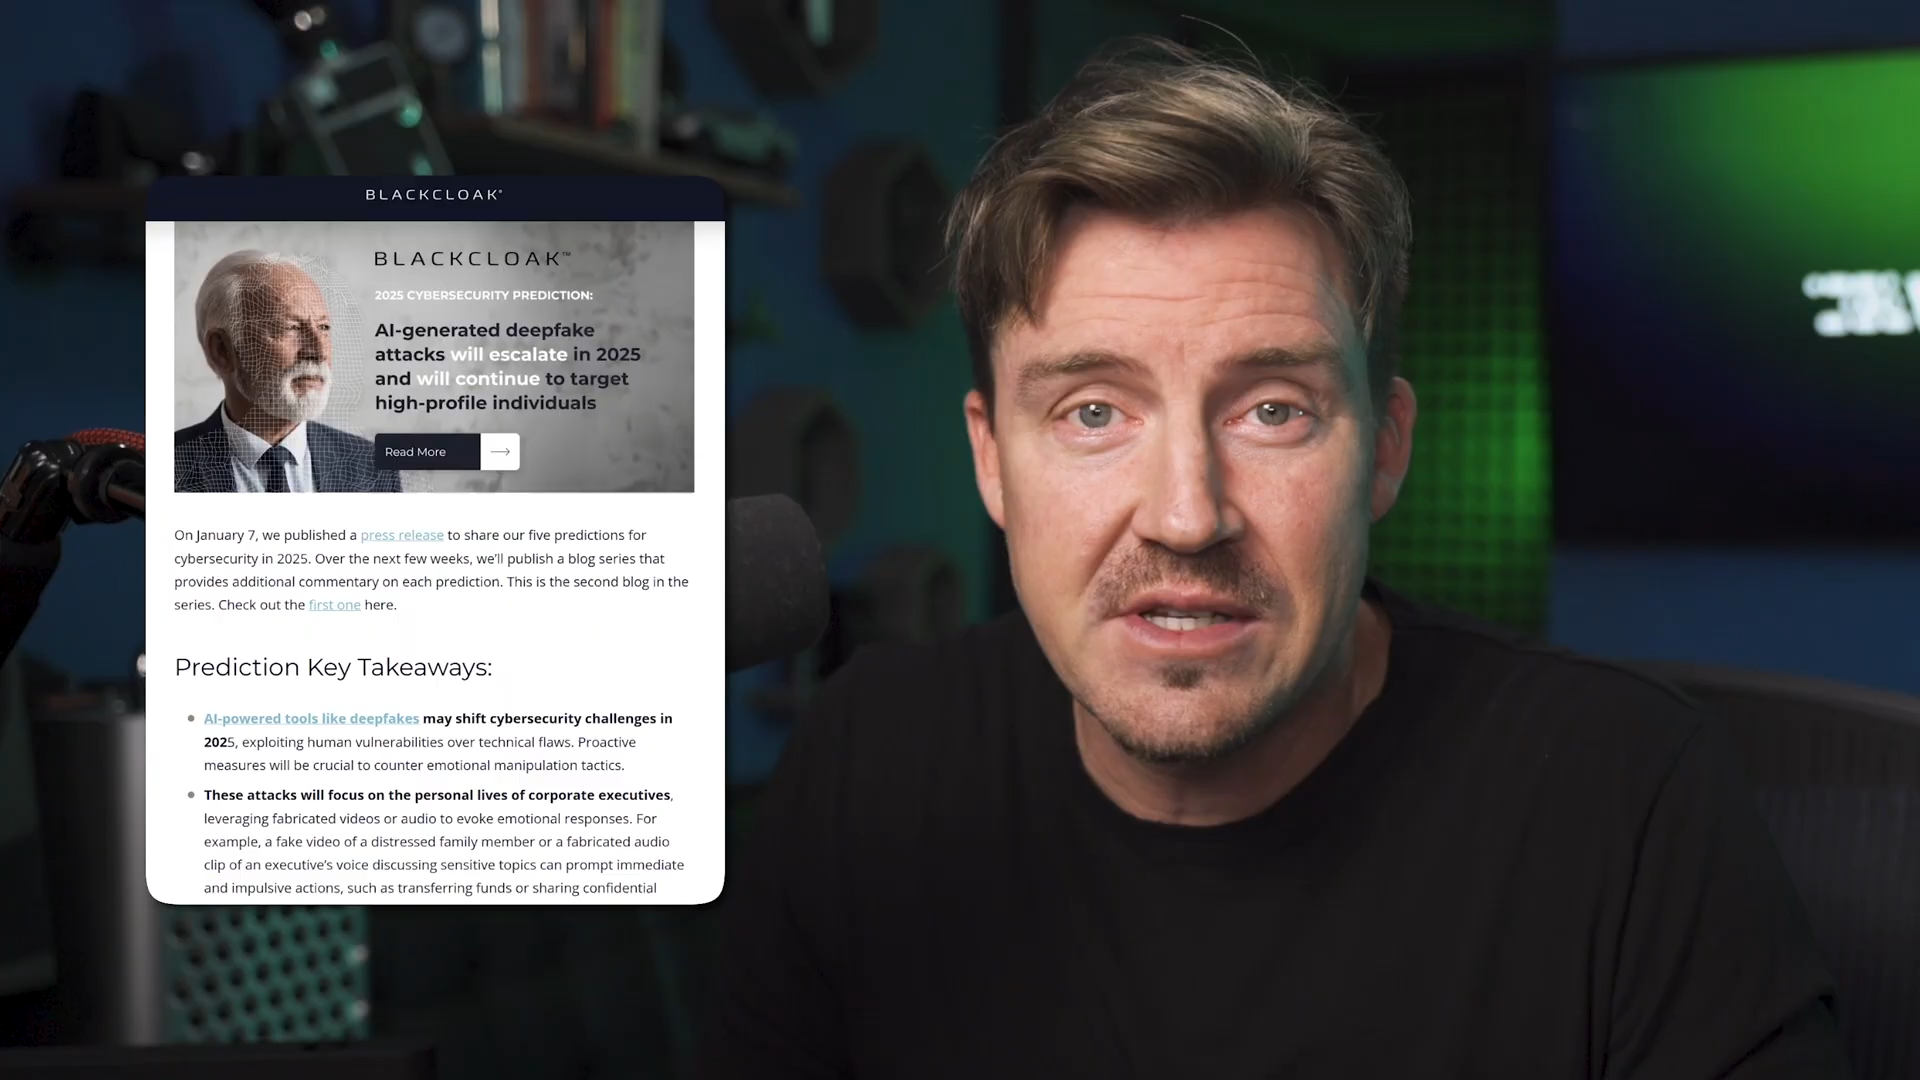 BLACKCLOAK®
BLACKCLOAK™
2025 CYBERSECURITY PREDICTION:
AI-generated deepfake
attacks will escalate in 2025
and will continue to target
high-profile individuals
Read More
On January 7, we published a press release to share our five predictions for
cybersecurity in 2025. Over the next few weeks, we'll publish a blog series that
provides additional commentary on each prediction. This is the second blog in the
series. Check out the first one here.
Prediction Key Takeaways:
AI-powered tools like deepfakes may shift cybersecurity challenges in
2025, exploiting human vulnerabilities over technical flaws. Proactive
measures will be crucial to counter emotional manipulation tactics.
These attacks will focus on the personal lives of corporate executives,
leveraging fabricated videos or audio to evoke emotional responses. For
example, a fake video of a distressed family member or a fabricated audio
clip of an executive's voice discussing sensitive topics can prompt immediate
and impulsive actions, such as transferring funds or sharing confidential